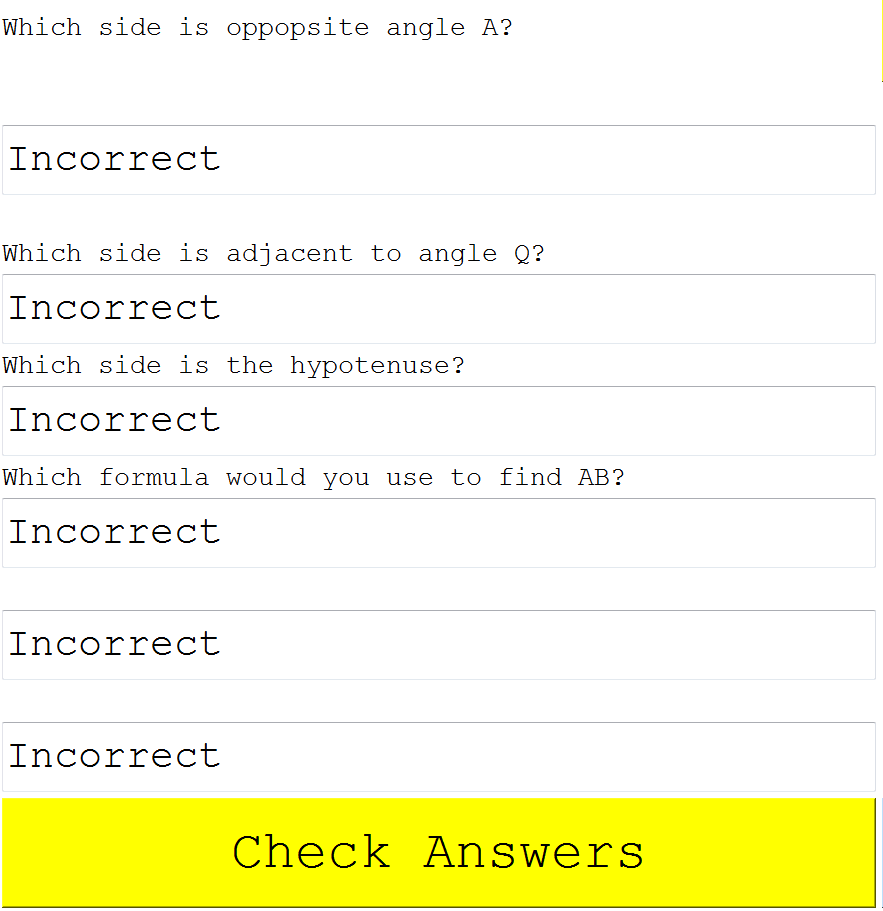 Which side is oppopsite angle A?
Incorrect
Which side is adjacent to angle Q?
Incorrect
Which side is the hypotenuse?
Incorrect
Which formula would you use to find AB?
Incorrect
Incorrect
Incorrect
Check Answers